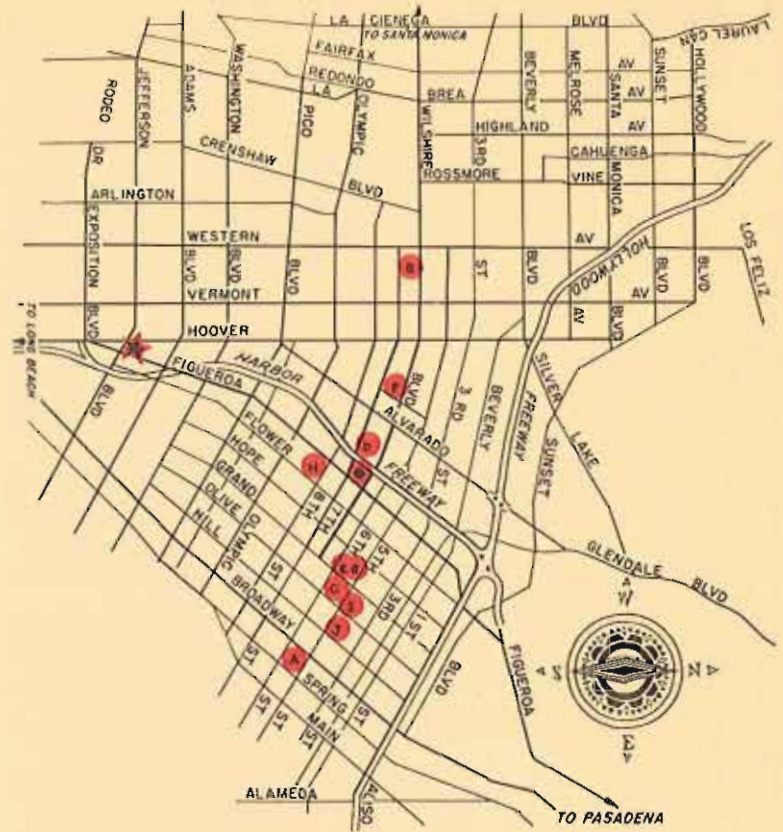 LA CIENEGA BLVD
TO SANTA MONICA
LAUREL CAN
FAIRFAX AV
REDONDO
LA BREA AV
HIGHLAND AV
CAHUENGA
ROSSMORE VINE
CRENSHAW BLVD
ARLINGTON
WESTERN AV
VERMONT AV
HOOVER
RODEO DR
JEFFERSON
ADAMS BLVD
WASHINGTON BLVD
PICO BLVD
OLYMPIC
WILSHIRE
3RD ST
BEVERLY BLVD
MELROSE AV
SANTA MONICA BLVD
SUNSET BLVD
HOLLYWOOD BLVD
EXPOSITION BLVD
LOS FELIZ
HOLLYWOOD FREEWAY
TO LONG BEACH
BLVD
FIGUEROA
HARBOR FREEWAY
BLVD
ALVARADO ST
3 RD
BEVERLY
SILVER LAKE
SUNSET
GLENDALE BLVD
FLOWER
HOPE
GRAND
OLIVE
HILL
BROADWAY
SPRING
MAIN
OLYMPIC
8TH
7TH
6TH
5TH
3RD
1ST
ST
ST
ST
ST
ST
BLVD
FIGUEROA
ALAMEDA
ALISO
TO PASADENA
H
W
S
N
E